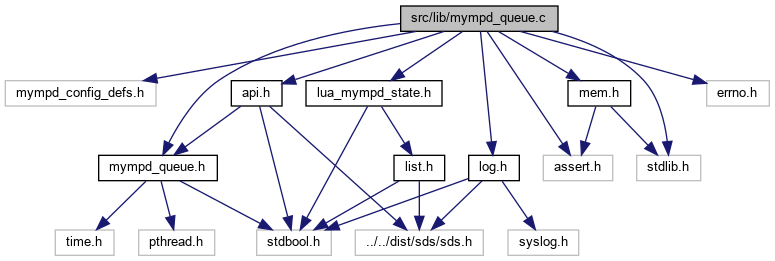 src/lib/mympd_queue.c
mympd_config_defs.h
api.h
lua_mympd_state.h
mem.h
errno.h
mympd_queue.h
list.h
log.h
assert.h
stdlib.h
time.h
pthread.h
stdbool.h
../../dist/sds/sds.h
syslog.h